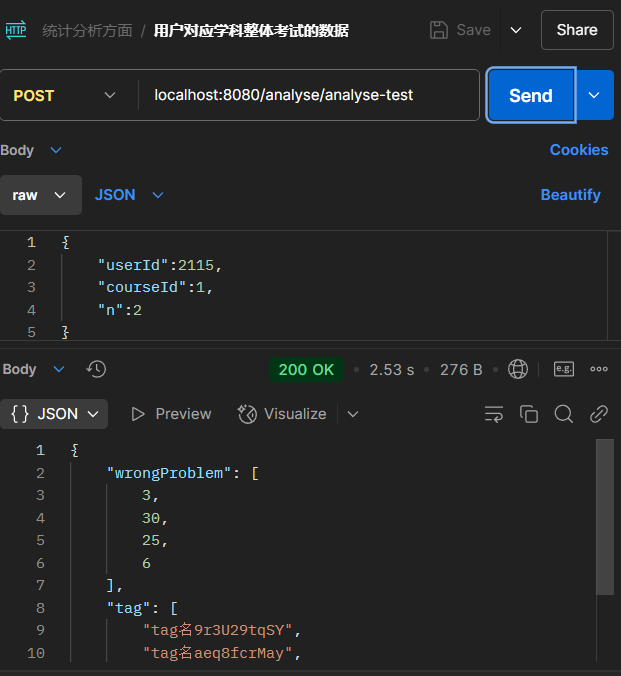 HTTP 统计分析方面 / 用户对应学科整体考试的数据 Save Share
POST localhost:8080/analyse/analyse-test Send
Body Cookies
raw JSON Beautify
1 {
2 "userId":2115,
3 "courseId":1,
4 "n":2
5 }
Body 200 OK • 2.53 s • 276 B • e.g. •••
{} JSON Preview Visualize
1 {
2 "wrongProblem": [
3 3,
4 30,
5 25,
6 6
7 ],
8 "tag": [
9 "tag名9r3U29tqSY",
10 "tag名aeq8fcrMay",